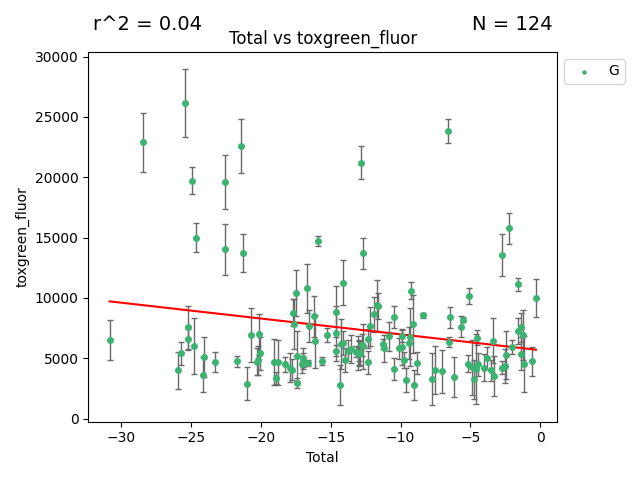 r^2 = 0.04
N = 124
Total vs toxgreen_fluor
30000
25000
20000
15000
10000
5000
0
toxgreen_fluor
−30
−25
−20
−15
−10
−5
0
Total
G